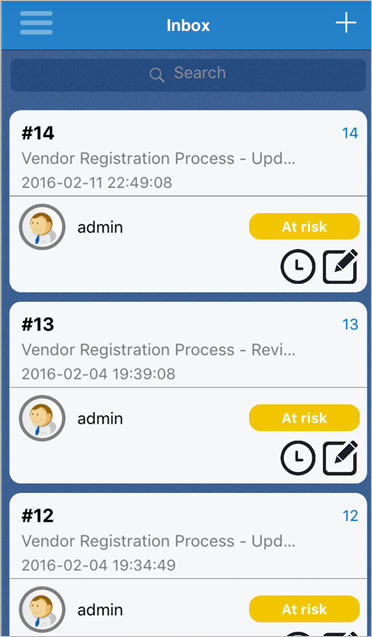 Inbox
Search
#14 14
Vendor Registration Process - Upd...
2016-02-11 22:49:08
admin At risk
#13 13
Vendor Registration Process - Revi...
2016-02-04 19:39:08
admin At risk
#12 12
Vendor Registration Process - Upd...
2016-02-04 19:34:49
admin At risk